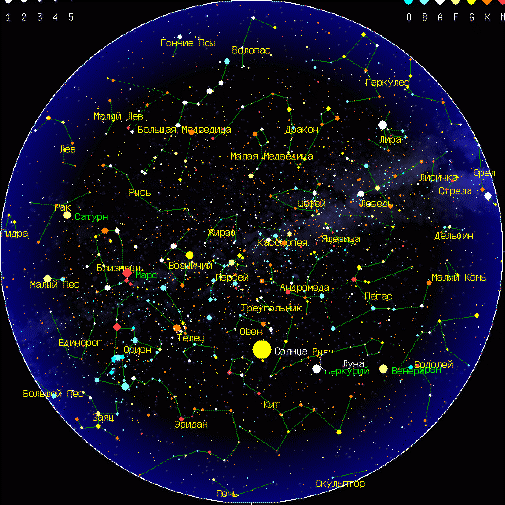 1 2 3 4 5
O B A F G K M
Гончие Псы
Волопас
Геркулес
Малый Лев
Большая Медведица
Дракон
Лира
Лев
Малая Медведица
Лисичка
Орел
Рысь
Стрела
Рак
Сатурн
Цефей
Лебедь
Гидра
Жираф
Кассиопея
Ящерица
Дельфин
Близнецы
Марс
Возничий
Персей
Малый Конь
Малый Пес
Андромеда
Пегас
Треугольник
Овен
Единорог
Орион
Телец
Солнце
Рыбы
Луна
Меркурий
Венера
Водолей
Большой Пес
Заяц
Эридан
Кит
Печь
Скульптор